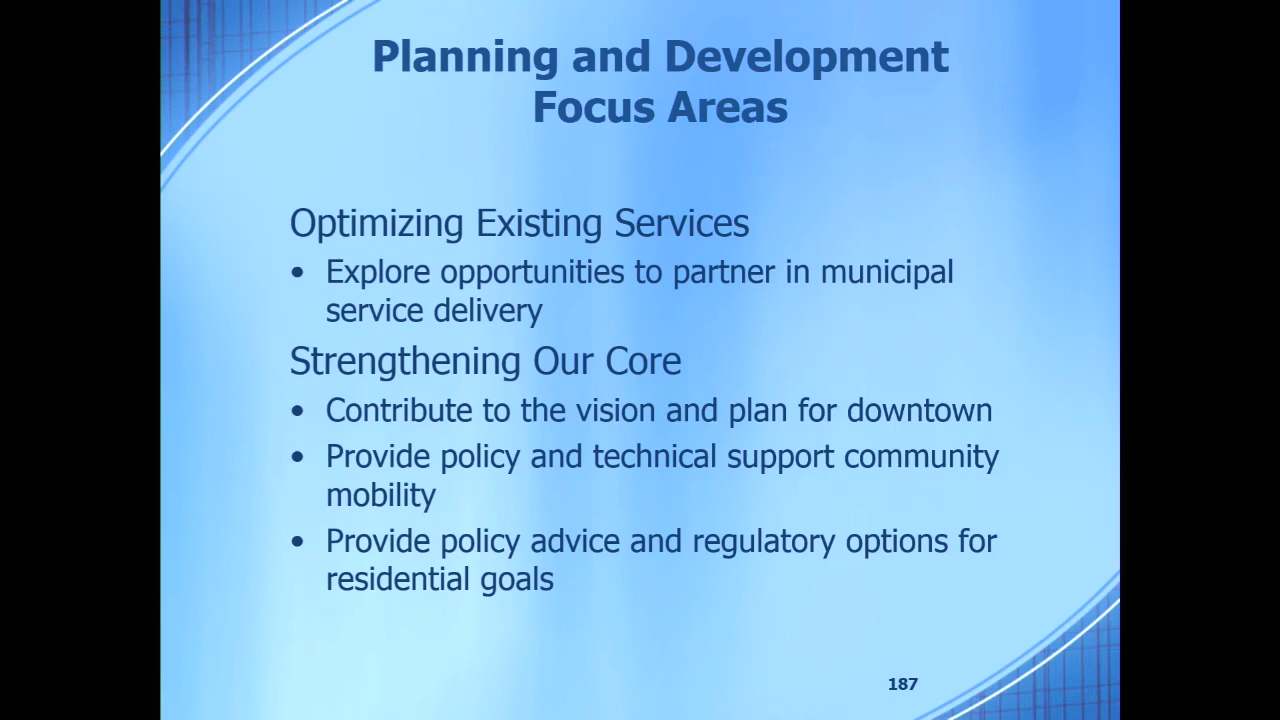 Planning and Development
Focus Areas
Optimizing Existing Services
• Explore opportunities to partner in municipal
service delivery
Strengthening Our Core
• Contribute to the vision and plan for downtown
• Provide policy and technical support community
mobility
• Provide policy advice and regulatory options for
residential goals
187